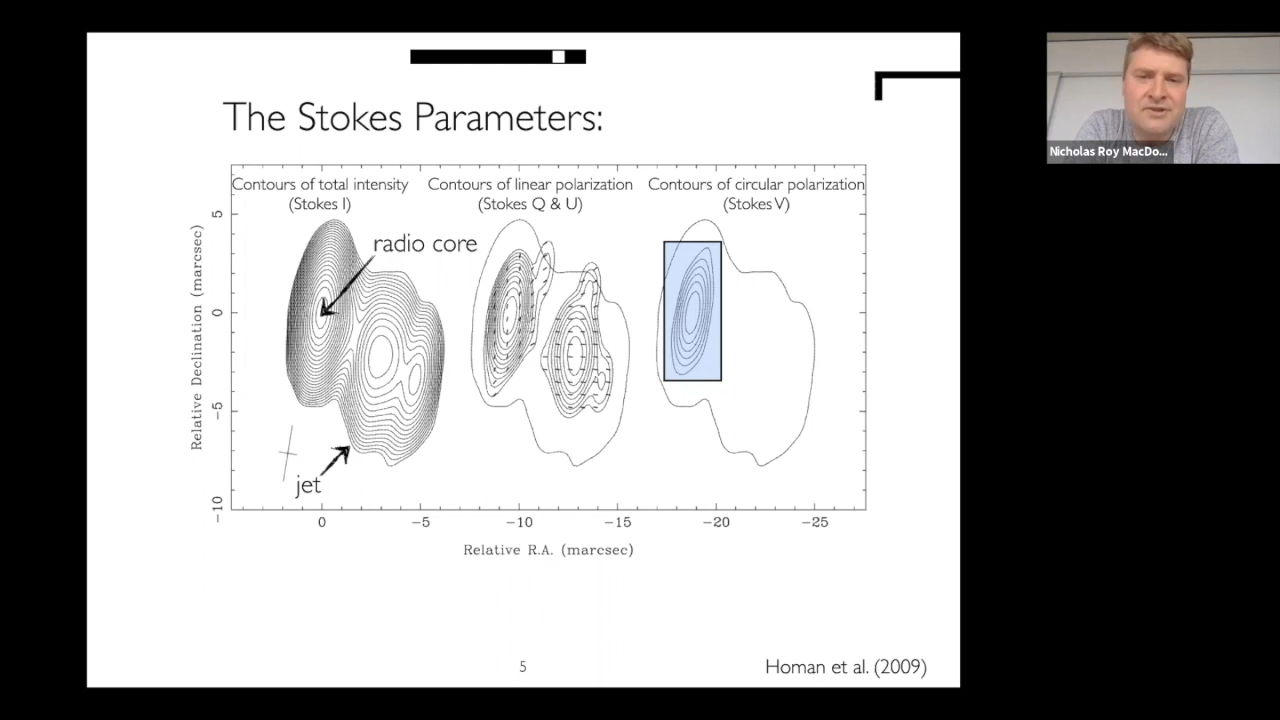 The Stokes Parameters:
Contours of total intensity
(Stokes I)
Contours of linear polarization
(Stokes Q & U)
Contours of circular polarization
(Stokes V)
radio core
jet
Relative Declination (marcsec)
5
0
−5
−10
0
−5
−10
−15
−20
−25
Relative R.A. (marcsec)
5
Homan et al. (2009)
Nicholas Roy MacDo...